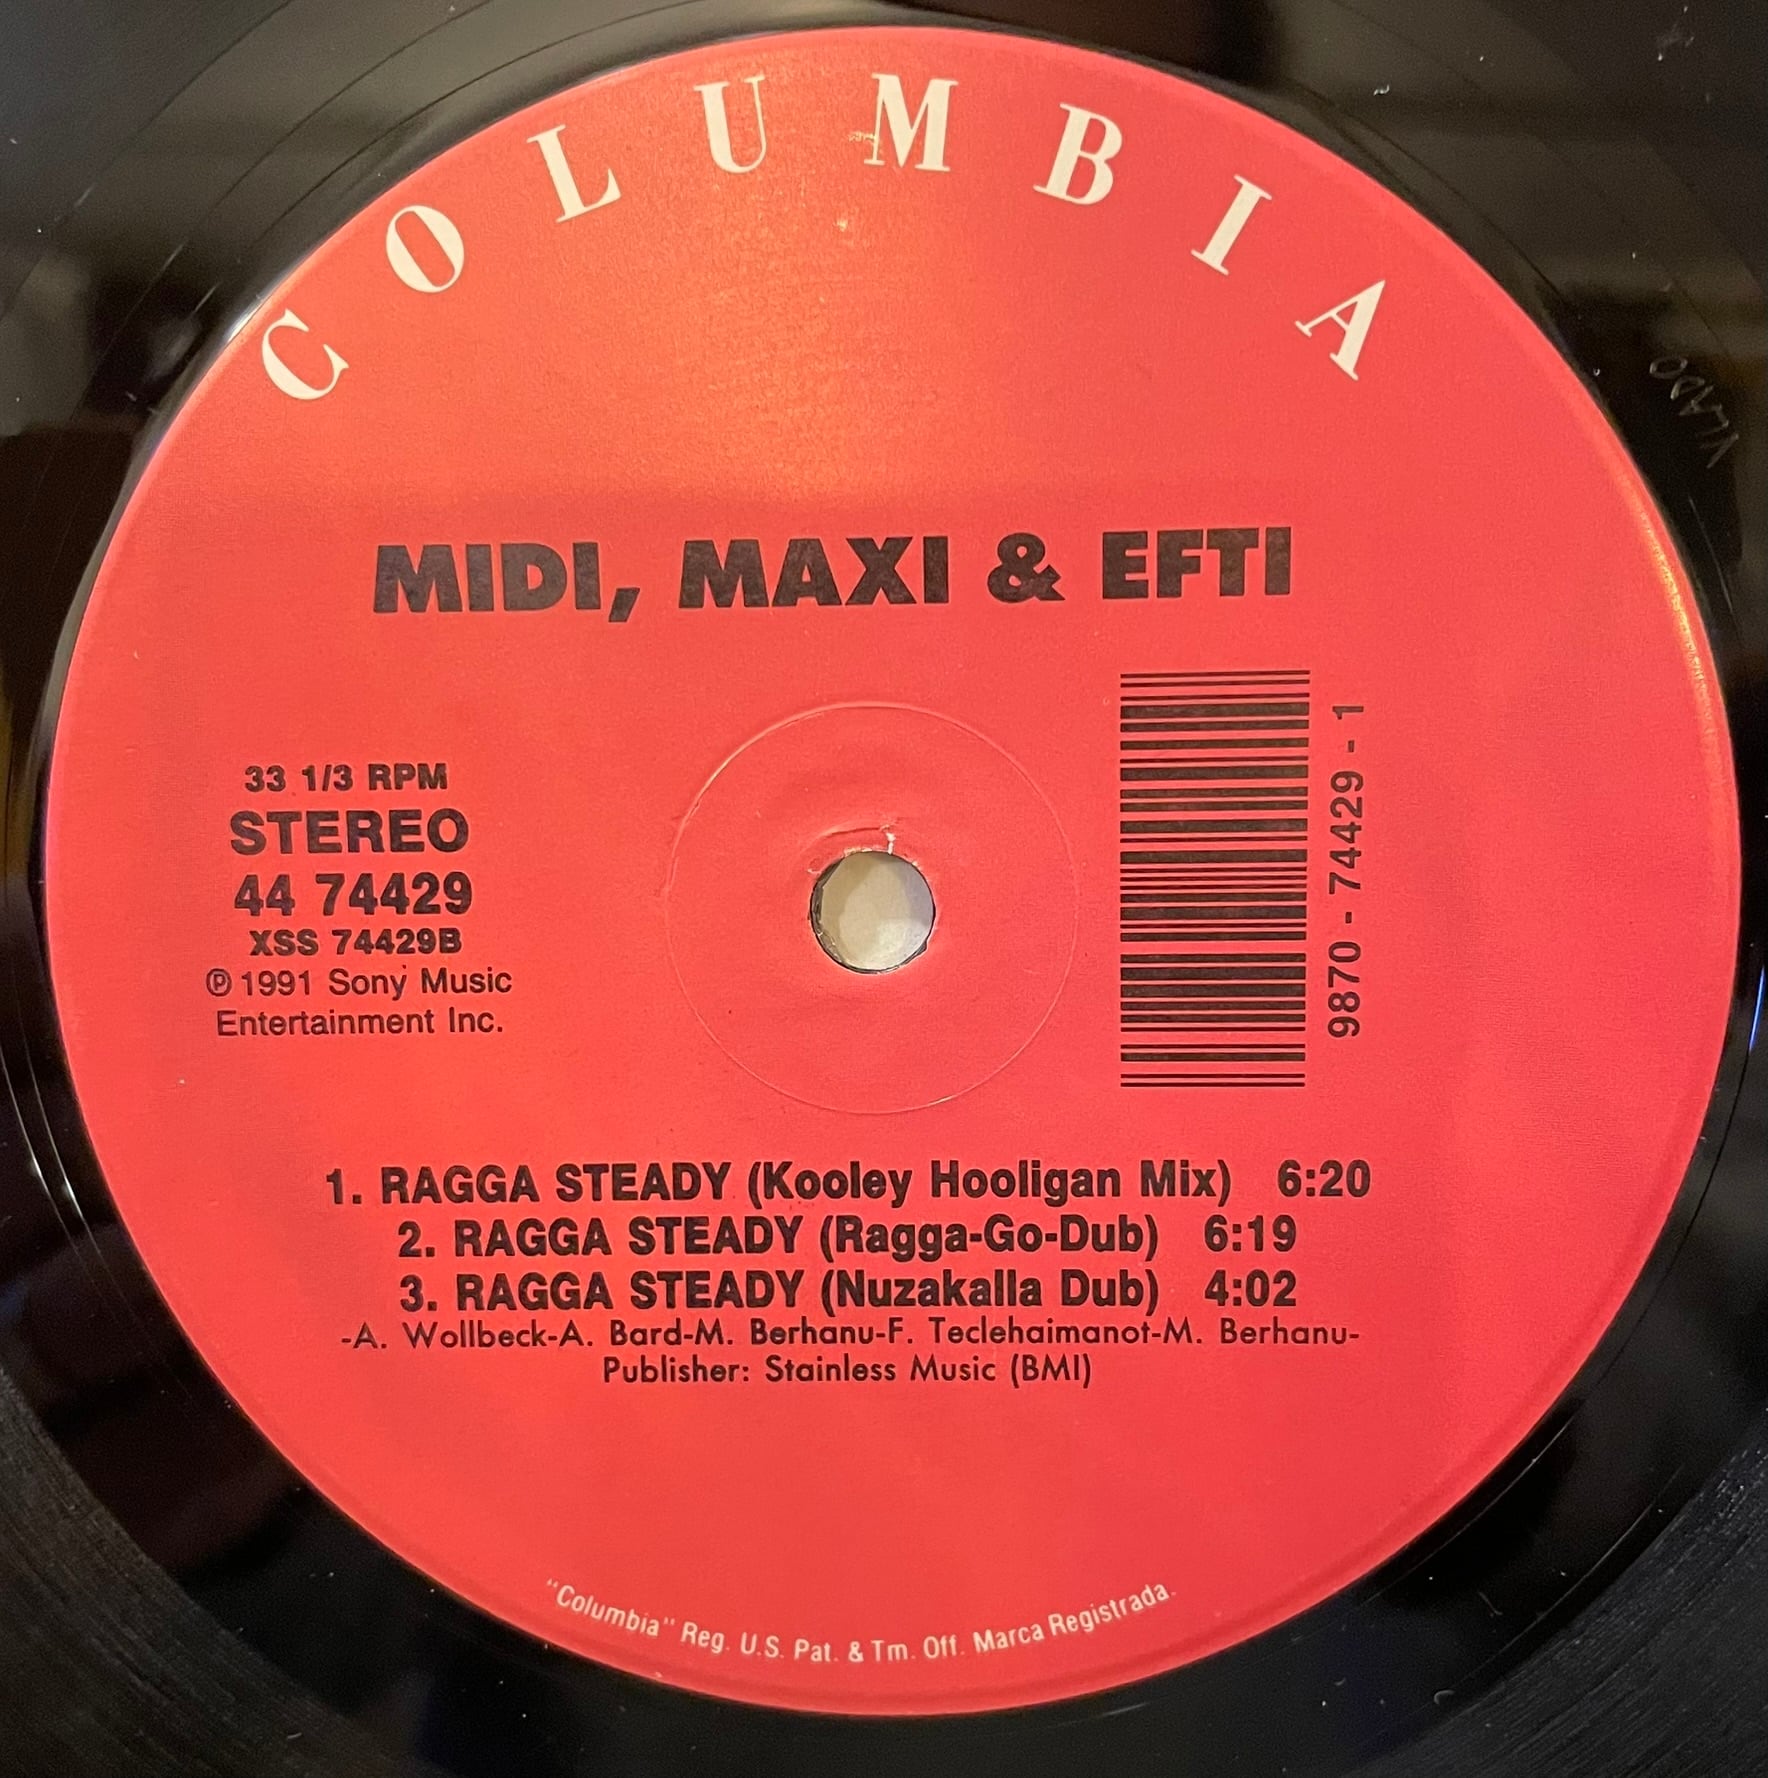 COLUMBIA
VLADO
MIDI, MAXI & EFTI
33 1/3 RPM
STEREO
44 74429
XSS 74429B
Ⓟ 1991 Sony Music
Entertainment Inc.
9870 - 74429 - 1
1. RAGGA STEADY (Kooley Hooligan Mix) 6:20
2. RAGGA STEADY (Ragga-Go-Dub) 6:19
3. RAGGA STEADY (Nuzakalla Dub) 4:02
-A. Wollbeck-A. Bard-M. Berhanu-F. Teclehaimanot-M. Berhanu-
Publisher: Stainless Music (BMI)
"Columbia" Reg. U.S. Pat. & Tm. Off. Marca Registrada.